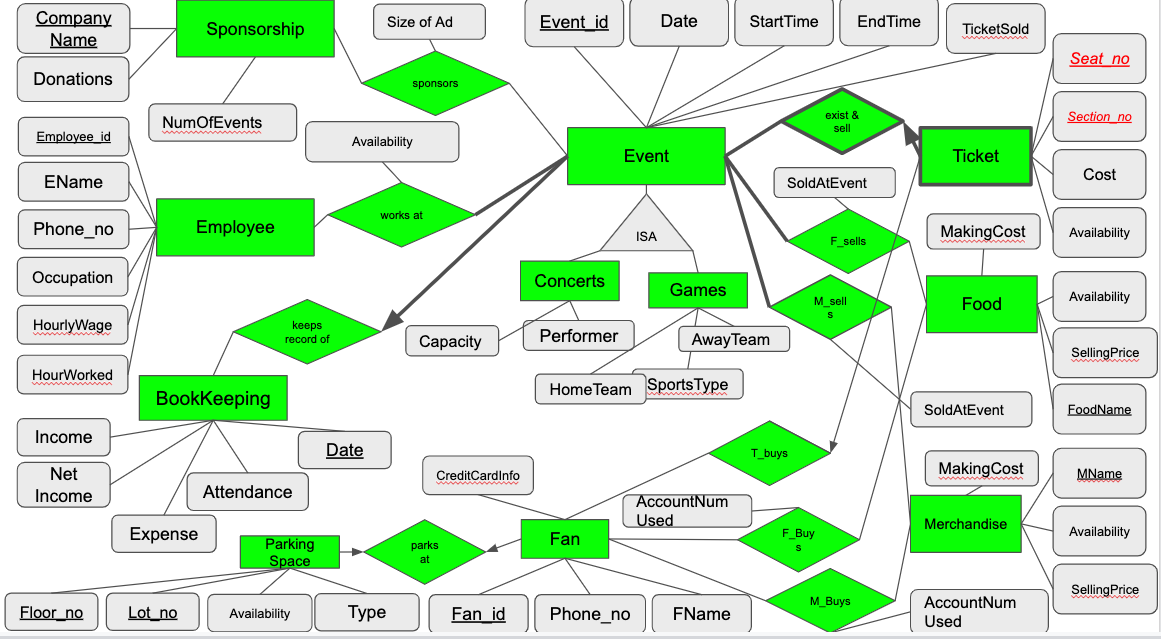 Company
Name
Sponsorship
Size of Ad
Event_id
Date
StartTime
EndTime
TicketSold
Donations
sponsors
Seat_no
NumOfEvents
Section_no
exist &
sell
Employee_id
Availability
Event
Ticket
EName
SoldAtEvent
Cost
Employee
works at
Phone_no
ISA
F_sells
MakingCost
Availability
Occupation
Concerts
Games
Food
Availability
HourlyWage
keeps
record of
M_sell
s
Capacity
Performer
AwayTeam
SellingPrice
HourWorked
BookKeeping
HomeTeam
SportsType
SoldAtEvent
FoodName
Income
Date
T_buys
Net
Income
Attendance
CreditCardInfo
MakingCost
MName
AccountNum
Used
Expense
Merchandise
Availability
Parking
Space
parks
at
Fan
F_Buy
s
SellingPrice
Floor_no
Lot_no
Availability
Type
Fan_id
Phone_no
FName
M_Buys
AccountNum
Used